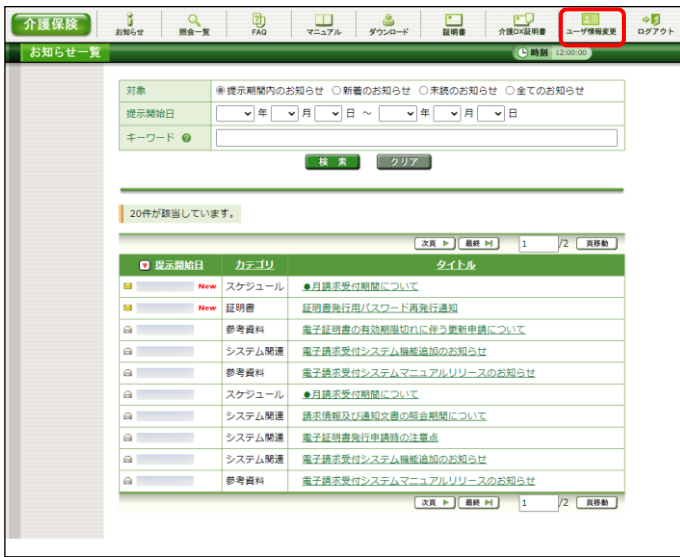 介護保険
お知らせ 照会一覧 FAQ マニュアル ダウンロード 証明書 介護DX証明書 ユーザ情報変更 ログアウト
お知らせ一覧 時刻 12:00:00
対象 提示期間内のお知らせ 新着のお知らせ 未読のお知らせ 全てのお知らせ
提示開始日 年 月 日 ～ 年 月 日
キーワード ?
検 索 クリア
20件が該当しています。
次頁 最終 1 /2 頁移動
提示開始日 カテゴリ タイトル
New スケジュール ●月請求受付期間について
New 証明書 証明書発行用パスワード再発行通知
参考資料 電子証明書の有効期限切れに伴う更新申請について
システム関連 電子請求受付システム機能追加のお知らせ
参考資料 電子請求受付システムマニュアルリリースのお知らせ
スケジュール ●月請求受付期間について
システム関連 請求情報及び通知文書の照会期間について
システム関連 電子証明書発行申請時の注意点
システム関連 電子請求受付システム機能追加のお知らせ
参考資料 電子請求受付システムマニュアルリリースのお知らせ
次頁 最終 1 /2 頁移動